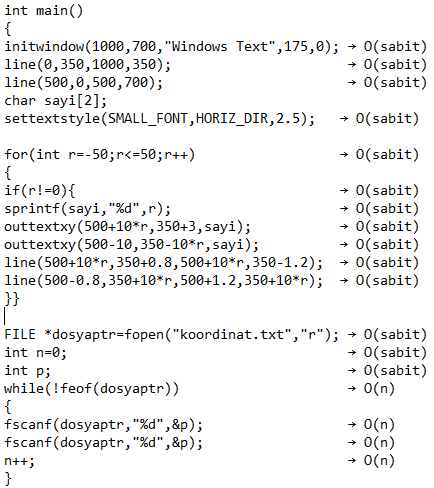 int main()
{
initwindow(1000,700,"Windows Text",175,0); → O(sabit)
line(0,350,1000,350); → O(sabit)
line(500,0,500,700); → O(sabit)
char sayi[2];
settextstyle(SMALL_FONT,HORIZ_DIR,2.5); → O(sabit)
for(int r=-50;r<=50;r++) → O(sabit)
{
if(r!=0){ → O(sabit)
sprintf(sayi,"%d",r); → O(sabit)
outtextxy(500+10*r,350+3,sayi); → O(sabit)
outtextxy(500-10,350-10*r,sayi); → O(sabit)
line(500+10*r,350+0.8,500+10*r,350-1.2); → O(sabit)
line(500-0.8,350+10*r,500+1.2,350+10*r); → O(sabit)
}}
FILE *dosyaptr=fopen("koordinat.txt","r"); → O(sabit)
int n=0; → O(sabit)
int p; → O(sabit)
while(!feof(dosyaptr)) → O(n)
{
fscanf(dosyaptr,"%d",&p); → O(n)
fscanf(dosyaptr,"%d",&p); → O(n)
n++; → O(n)
}